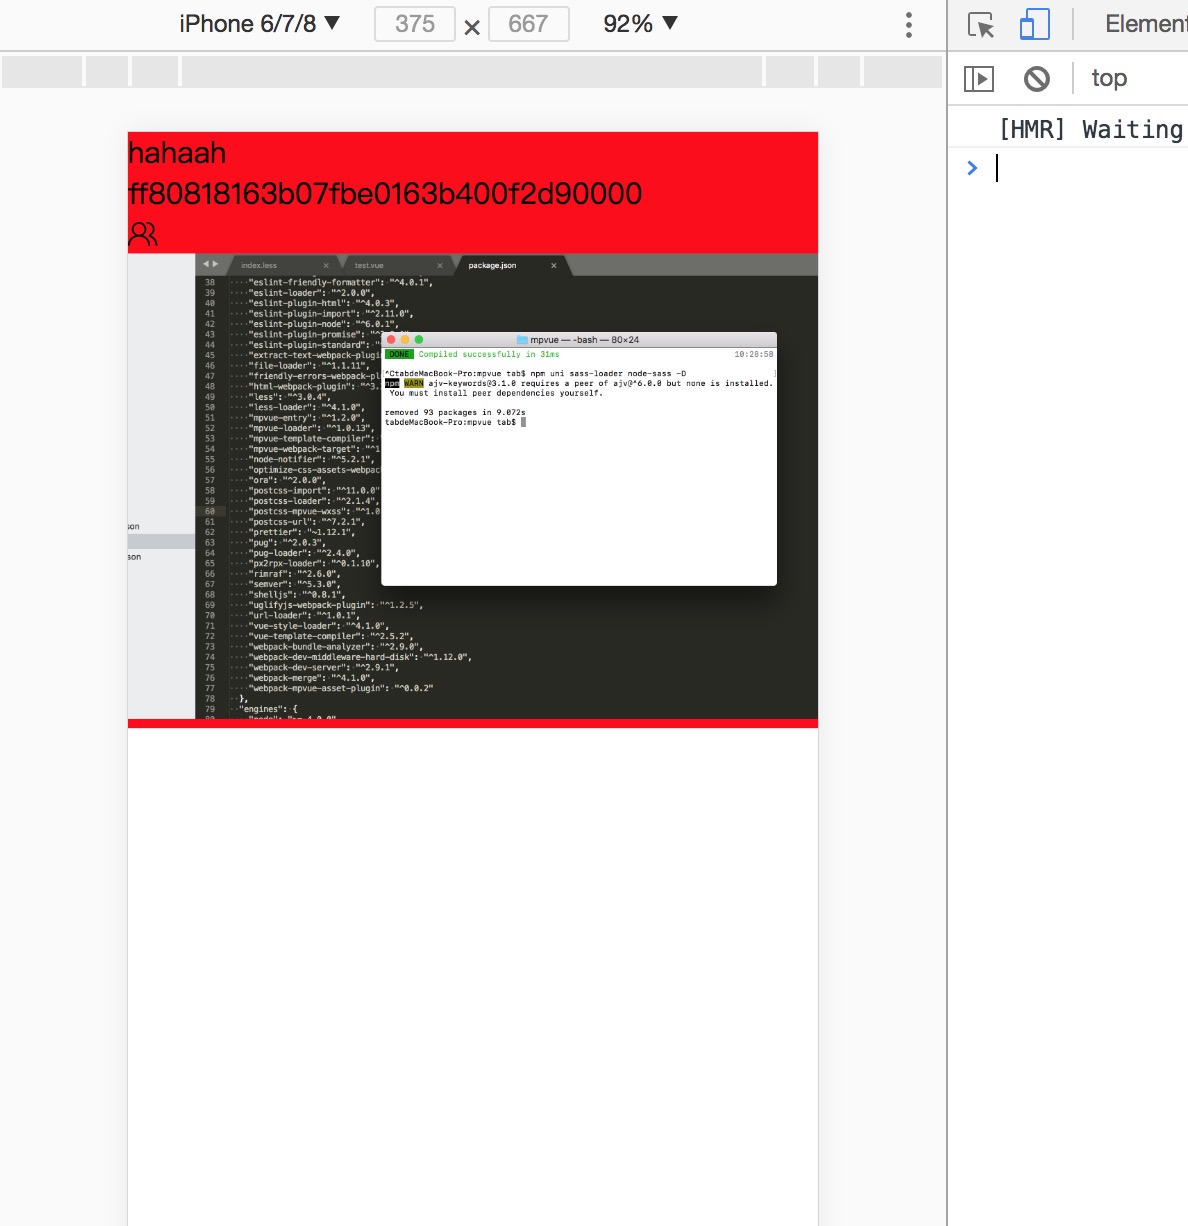 iPhone 6/7/8 ▼ 375 × 667 92% ▼
Elemen
top
[HMR] Waiting
>
hahaah
ff80818163b07fbe0163b400f2d90000
index.less × test.vue × package.json ×
38 ····"eslint-friendly-formatter":·"^4.0.1",
39 ····"eslint-loader":·"^2.0.0",
40 ····"eslint-plugin-html":·"^4.0.3",
41 ····"eslint-plugin-import":·"^2.11.0",
42 ····"eslint-plugin-node":·"^6.0.1",
43 ····"eslint-plugin-promise":·"^
44 ····"eslint-plugin-standard":·"
45 ····"extract-text-webpack-plugi
46 ····"file-loader":·"^1.1.11",
47 ····"friendly-errors-webpack-pl
48 ····"html-webpack-plugin":·"^3.
49 ····"less":·"^3.0.4",
50 ····"less-loader":·"^4.1.0",
51 ····"mpvue-entry":·"^1.2.0",
52 ····"mpvue-loader":·"^1.0.13",
53 ····"mpvue-template-compiler":·
54 ····"mpvue-webpack-target":·"^1
55 ····"node-notifier":·"^5.2.1",
56 ····"optimize-css-assets-webpac
57 ····"ora":·"^2.0.0",
58 ····"postcss-import":·"^11.0.0"
59 ····"postcss-loader":·"^2.1.4",
60 ····"postcss-mpvue-wxss":·"^1.0
61 ····"postcss-url":·"^7.2.1",
62 ····"prettier":·"~1.12.1",
63 ····"pug":·"^2.0.3",
64 ····"pug-loader":·"^2.4.0",
65 ····"px2rpx-loader":·"^0.1.10",
66 ····"rimraf":·"^2.6.0",
67 ····"semver":·"^5.3.0",
68 ····"shelljs":·"^0.8.1",
69 ····"uglifyjs-webpack-plugin":·"^1.2.5",
70 ····"url-loader":·"^1.0.1",
71 ····"vue-style-loader":·"^4.1.0",
72 ····"vue-template-compiler":·"^2.5.2",
73 ····"webpack-bundle-analyzer":·"^2.9.0",
74 ····"webpack-dev-middleware-hard-disk":·"^1.12.0",
75 ····"webpack-dev-server":·"^2.9.1",
76 ····"webpack-merge":·"^4.1.0",
77 ····"webpack-mpvue-asset-plugin":·"^0.0.2"
78 ··},
79 ··"engines":·{
son
son
mpvue — -bash — 80×24
DONE Compiled successfully in 31ms 10:28:58
^CtabdeMacBook-Pro:mpvue tab$ npm uni sass-loader node-sass -D
npm WARN ajv-keywords@3.1.0 requires a peer of ajv@^6.0.0 but none is installed.
You must install peer dependencies yourself.
removed 93 packages in 9.072s
tabdeMacBook-Pro:mpvue tab$